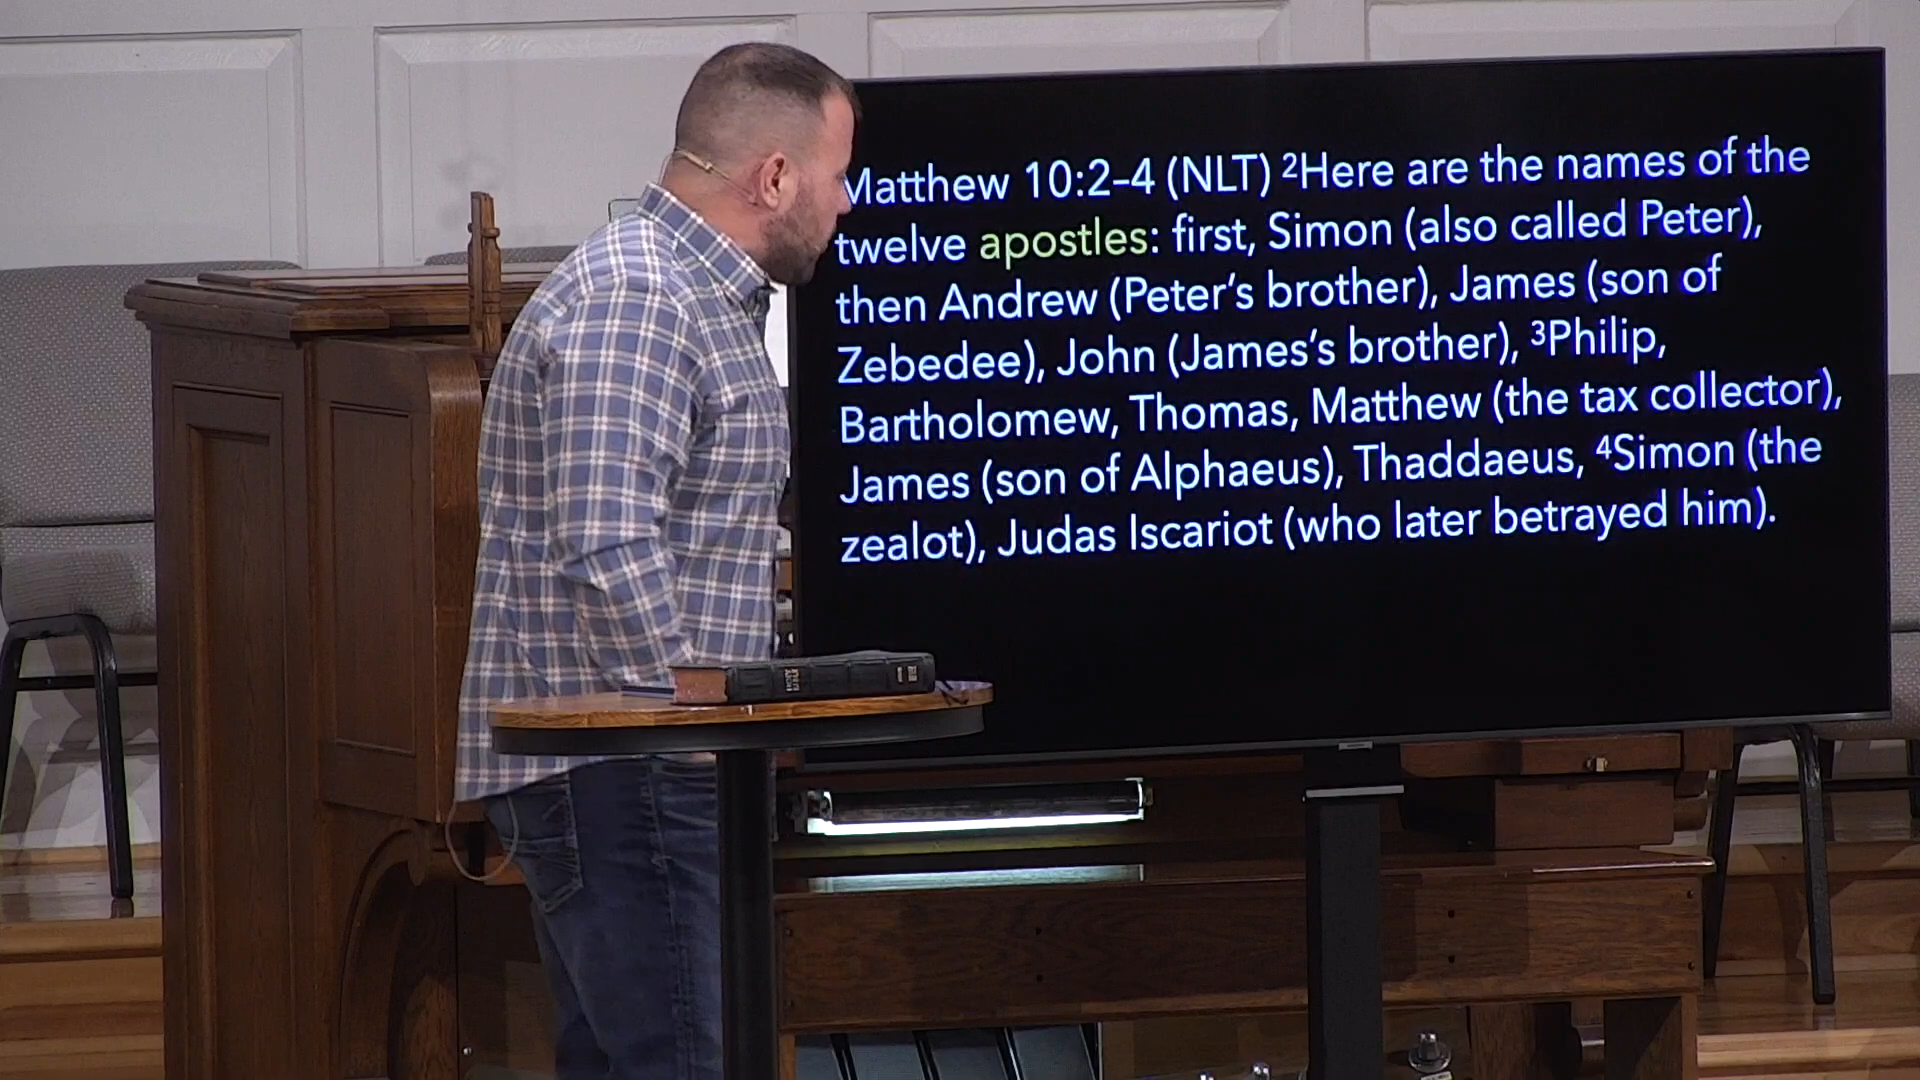 Matthew 10:2–4 (NLT) ²Here are the names of the
twelve apostles: first, Simon (also called Peter),
then Andrew (Peter’s brother), James (son of
Zebedee), John (James’s brother), ³Philip,
Bartholomew, Thomas, Matthew (the tax collector),
James (son of Alphaeus), Thaddaeus, ⁴Simon (the
zealot), Judas Iscariot (who later betrayed him).